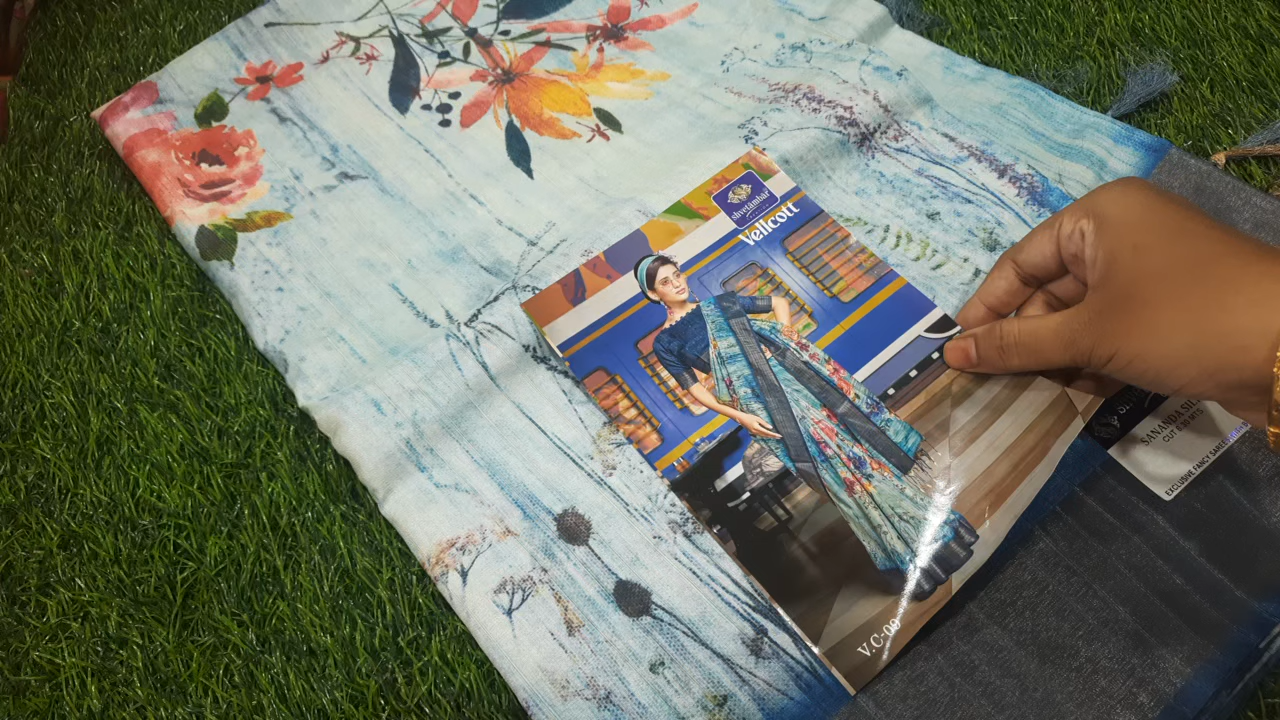 shvetambar
Vellcott
V.C-09
SANANDA SIL
CUT 6.30 MTS
EXCLUSIVE FANCY SAREE